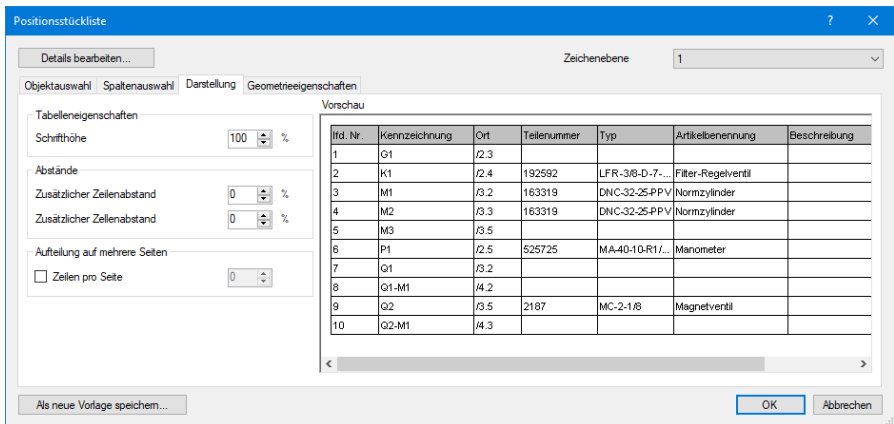 Positionsstückliste
Details bearbeiten... Zeichenebene 1
Objektauswahl Spaltenauswahl Darstellung Geometrieeigenschaften
Tabelleneigenschaften
Schrifthöhe 100 %
Abstände
Zusätzlicher Zeilenabstand 0 %
Zusätzlicher Zellenabstand 0 %
Aufteilung auf mehrere Seiten
Zeilen pro Seite 0
Vorschau
lfd. Nr. Kennzeichnung Ort Teilenummer Typ Artikelbenennung Beschreibung
1 G1 /2.3
2 K1 /2.4 192592 LFR-3/8-D-7-... Filter-Regelventil
3 M1 /3.2 163319 DNC-32-25-PPV Normzylinder
4 M2 /3.3 163319 DNC-32-25-PPV Normzylinder
5 M3 /3.5
6 P1 /2.5 525725 MA-40-10-R1/... Manometer
7 Q1 /3.2
8 Q1-M1 /4.2
9 Q2 /3.5 2187 MC-2-1/8 Magnetventil
10 Q2-M1 /4.3
Als neue Vorlage speichern... OK Abbrechen